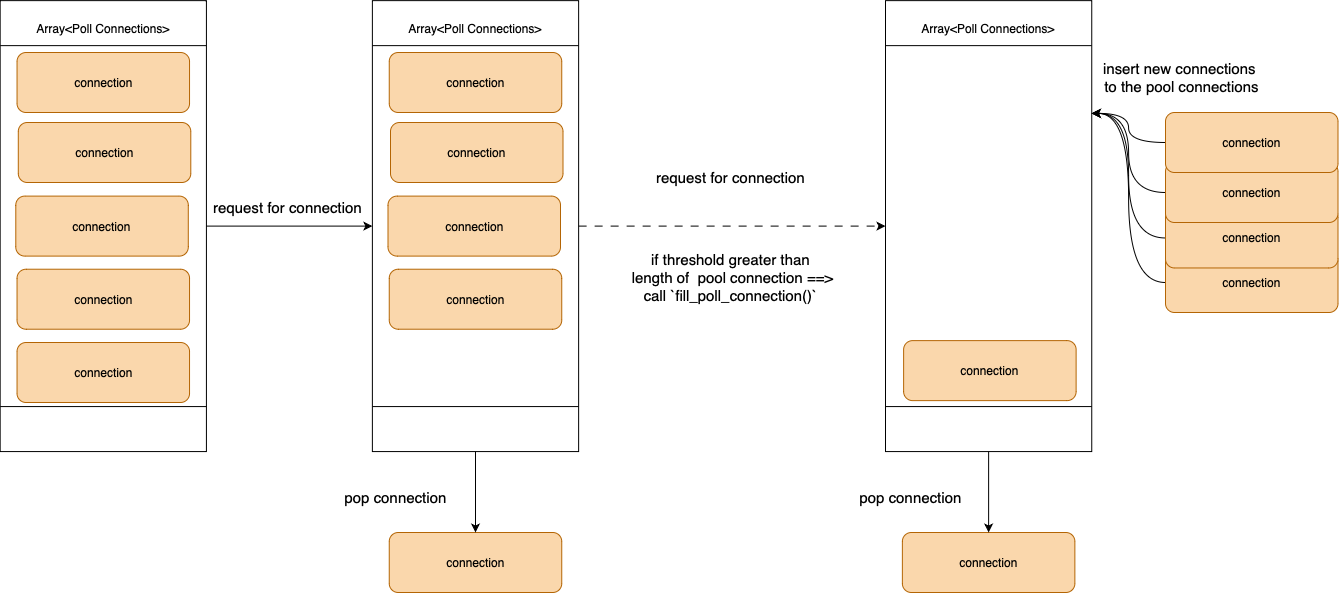 Array<Poll Connections>
connection
connection
connection
connection
connection
request for connection
Array<Poll Connections>
connection
connection
connection
connection
pop connection
connection
request for connection
if threshold greater than
length of  pool connection ==>
call `fill_poll_connection()`
Array<Poll Connections>
connection
pop connection
connection
insert new connections
to the pool connections
connection
connection
connection
connection